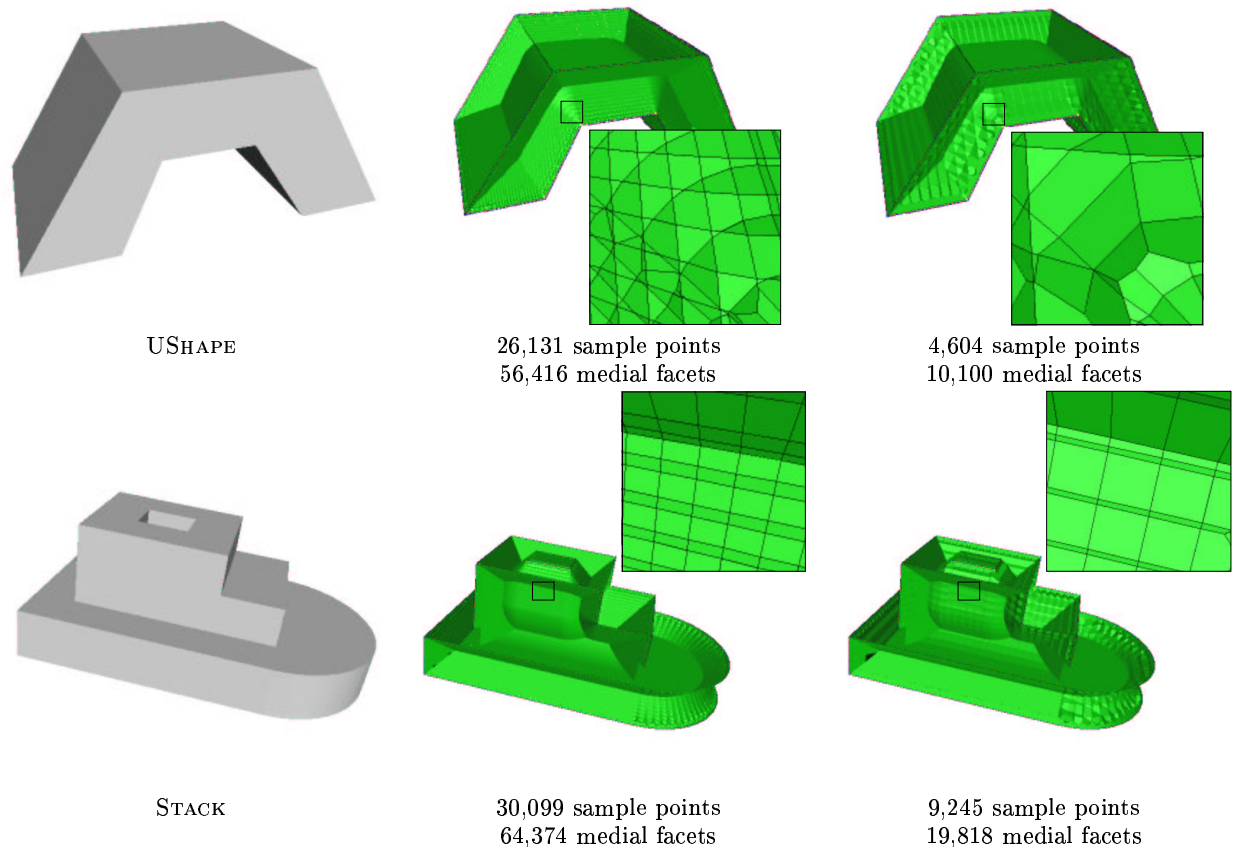 USHAPE
26,131 sample points
56,416 medial facets
4,604 sample points
10,100 medial facets
STACK
30,099 sample points
64,374 medial facets
9,245 sample points
19,818 medial facets